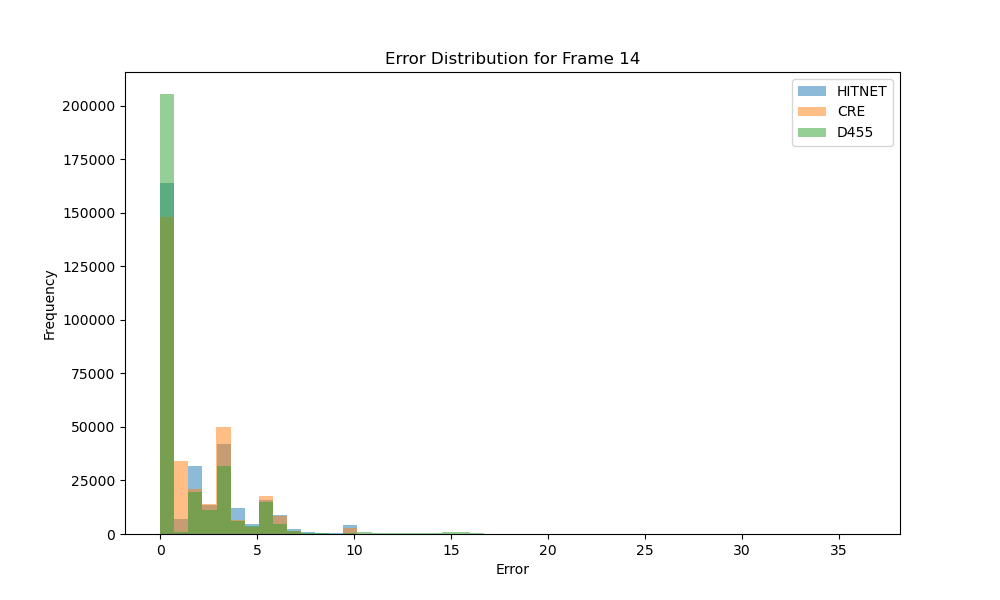 Error Distribution for Frame 14
HITNET
CRE
D455
200000
175000
150000
125000
100000
75000
50000
25000
0
Frequency
0 5 10 15 20 25 30 35
Error